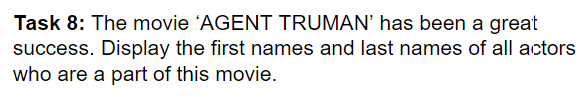 Task 8: The movie ‘AGENT TRUMAN’ has been a great
success. Display the first names and last names of all actors
who are a part of this movie.